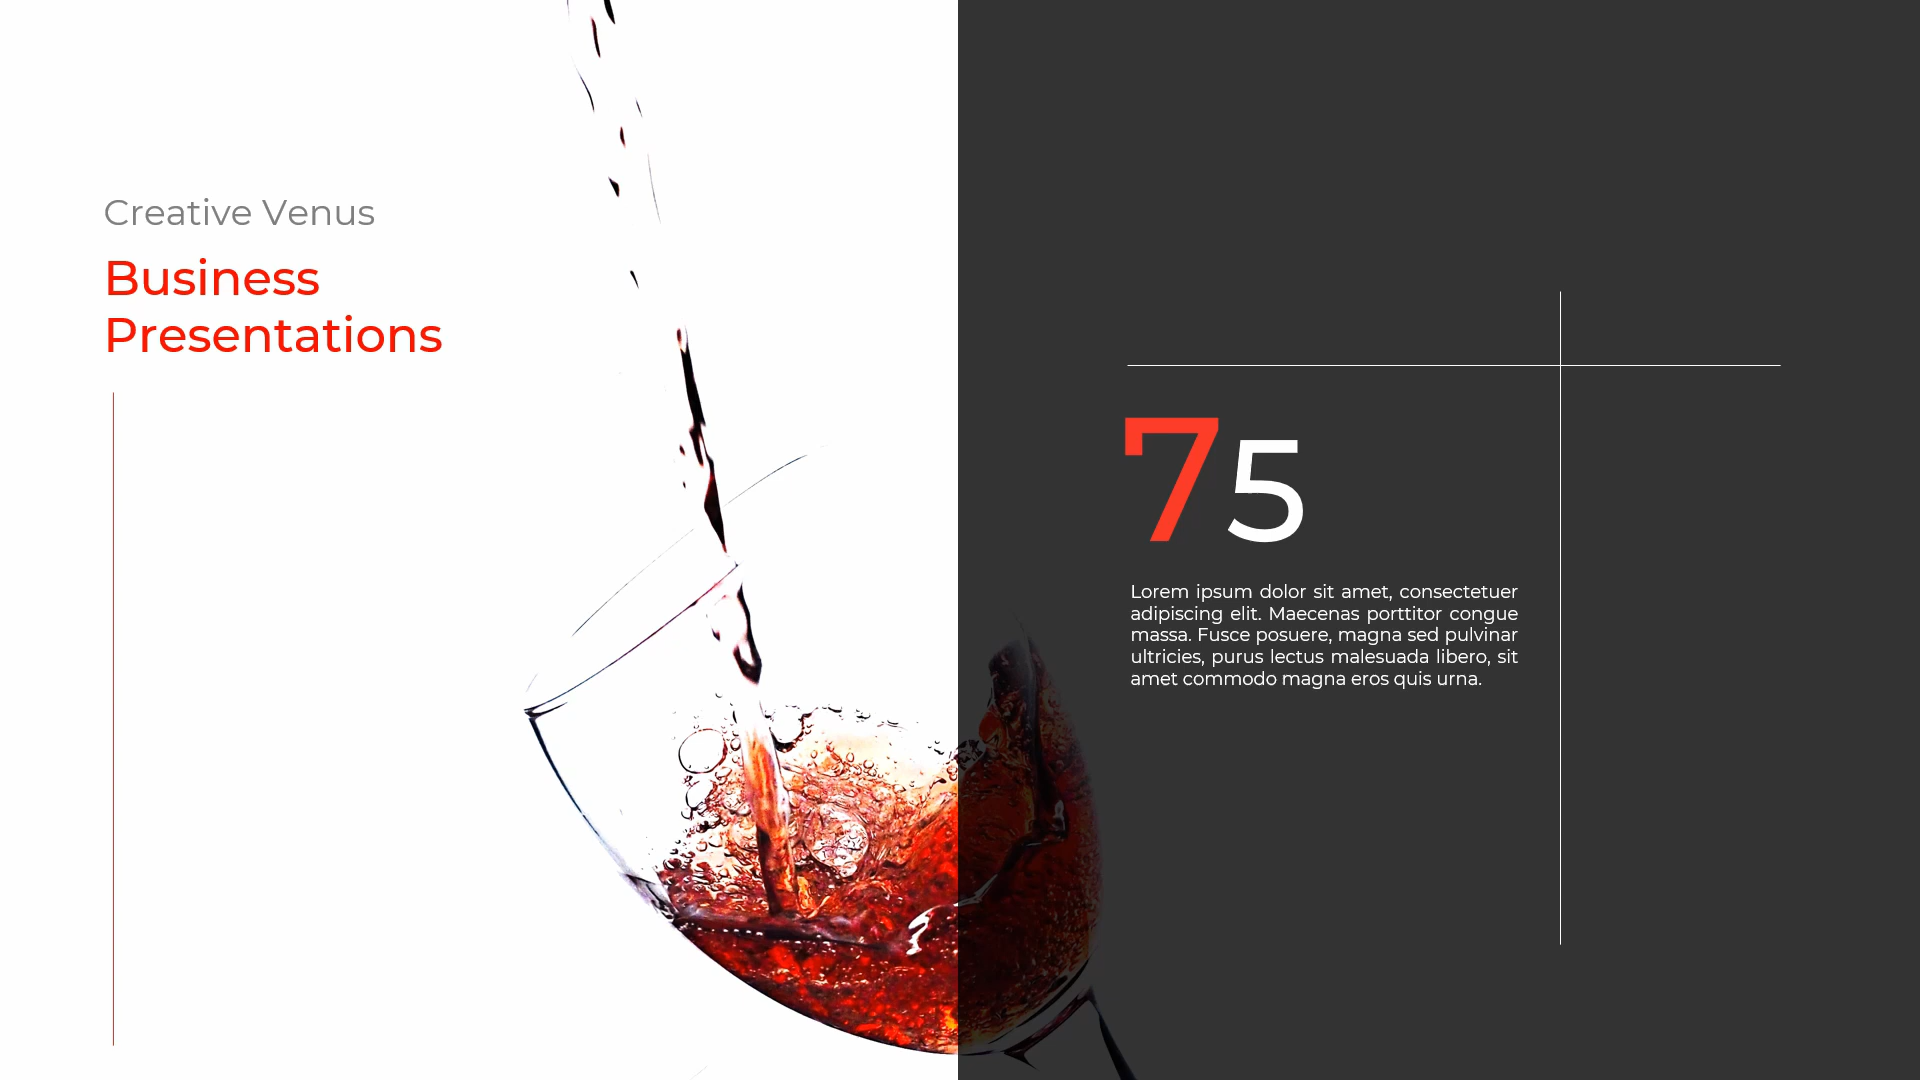 Creative Venus
Business
Presentations
75
Lorem ipsum dolor sit amet, consectetuer
adipiscing elit. Maecenas porttitor congue
massa. Fusce posuere, magna sed pulvinar
ultricies, purus lectus malesuada libero, sit
amet commodo magna eros quis urna.